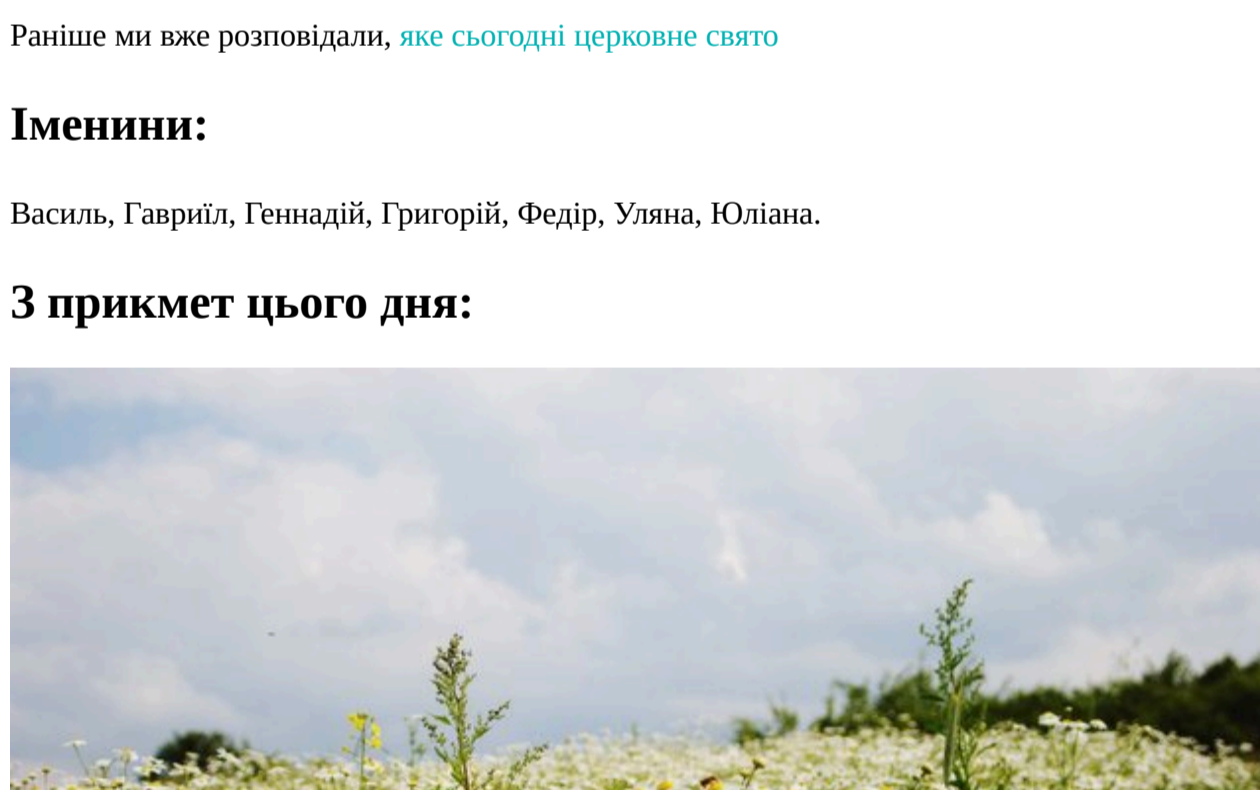 Раніше ми вже розповідали, яке сьогодні церковне свято
Іменини:
Василь, Гавриїл, Геннадій, Григорій, Федір, Уляна, Юліана.
З прикмет цього дня: